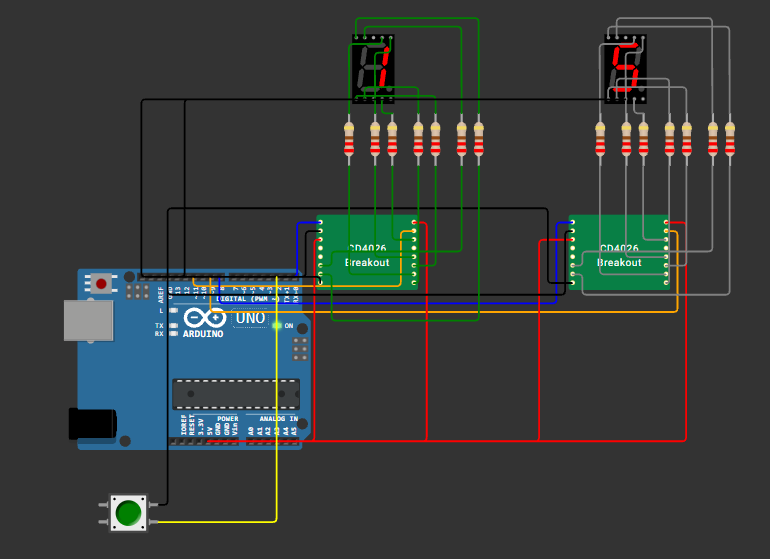 CD4026
Breakout
CD4026
Breakout
AREF
GND
13
12
~11
~10
~9
8
7
~6
~5
4
~3
2
TX→1
RX←0
DIGITAL (PWM ~)
L
TX
RX
UNO
ON
ARDUINO
POWER
ANALOG IN
IOREF
RESET
3.3V
5V
GND
GND
Vin
A0
A1
A2
A3
A4
A5